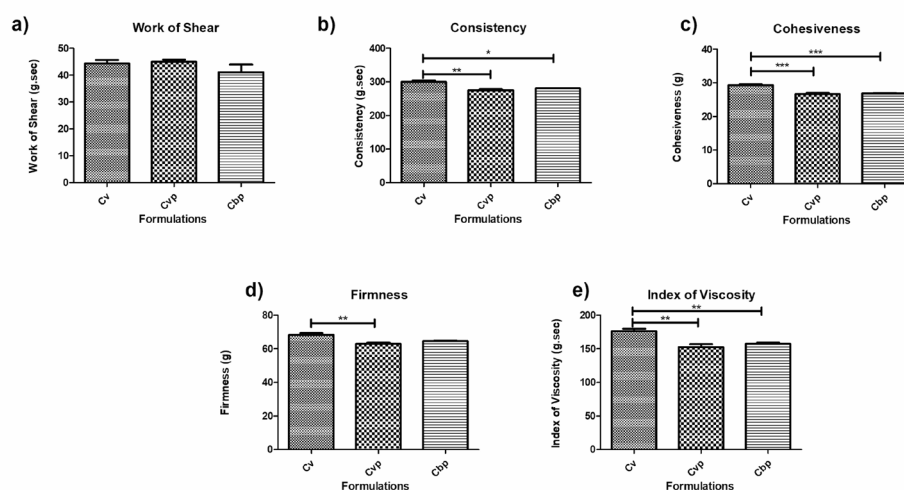 a)
Work of Shear
Work of Shear (g.sec)
50
40
30
20
10
0
Cv
Cvp
Cbp
Formulations
b)
Consistency
Consistency (g.sec)
400
300
200
100
0
*
**
Cv
Cvp
Cbp
Formulations
c)
Cohesiveness
Cohesiveness (g)
40
30
20
10
0
***
***
Cv
Cvp
Cbp
Formulations
d)
Firmness
Firmness (g)
80
60
40
20
0
**
Cv
Cvp
Cbp
Formulations
e)
Index of Viscosity
Index of Viscosity (g.sec)
200
150
100
50
0
**
**
Cv
Cvp
Cbp
Formulations